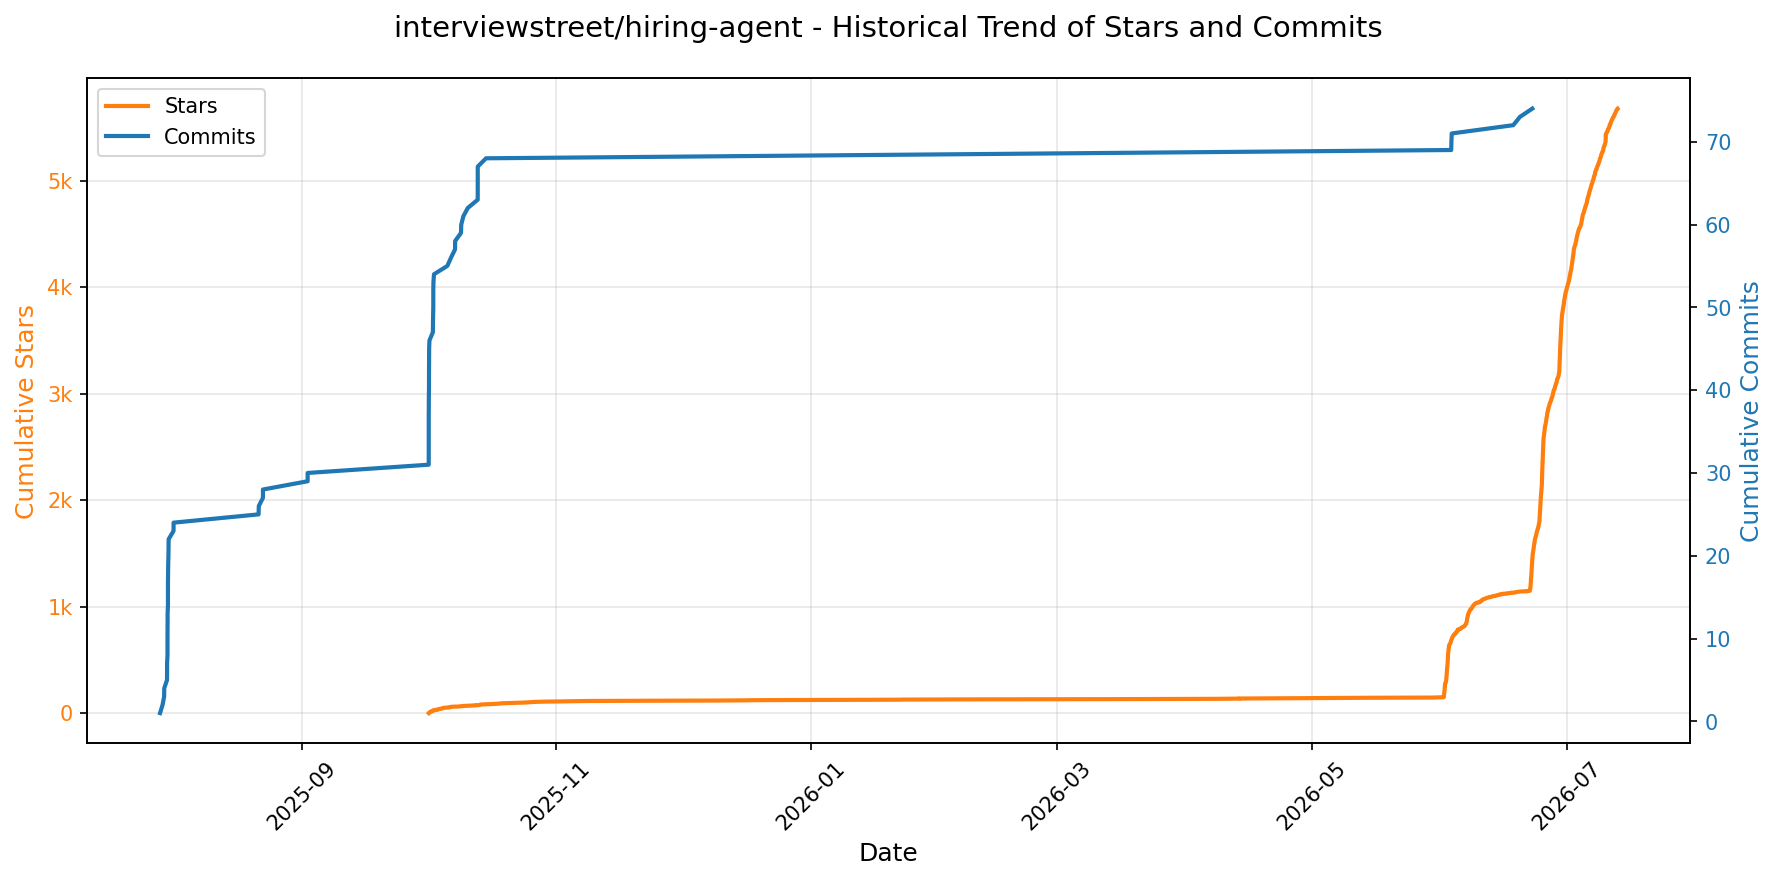 interviewstreet/hiring-agent - Historical Trend of Stars and Commits
Stars
Commits
Cumulative Stars
5k
4k
3k
2k
1k
0
Cumulative Commits
70
60
50
40
30
20
10
0
2025-09
2025-11
2026-01
2026-03
2026-05
2026-07
Date